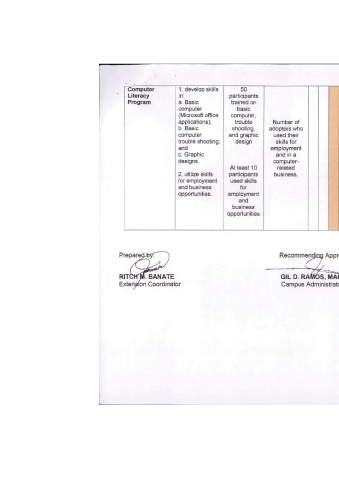 Computer
Literacy
Program
1. develop skills
in:
a. Basic
computer
(Microsoft office
applications);
b. Basic
computer
trouble shooting;
and
c. Graphic
designs.
2. utilize skills
for employment
and business
opportunities.
50
participants
trained on
basic
computer,
trouble
shooting,
and graphic
design
At least 10
participants
used skills
for
employment
and
business
opportunities
Number of
adopters who
used their
skills for
employment
and in a
computer-
related
business.
Prepared by:
RITCH M. BANATE
Extension Coordinator
Recommending Appr
GIL D. RAMOS, MA
Campus Administrat